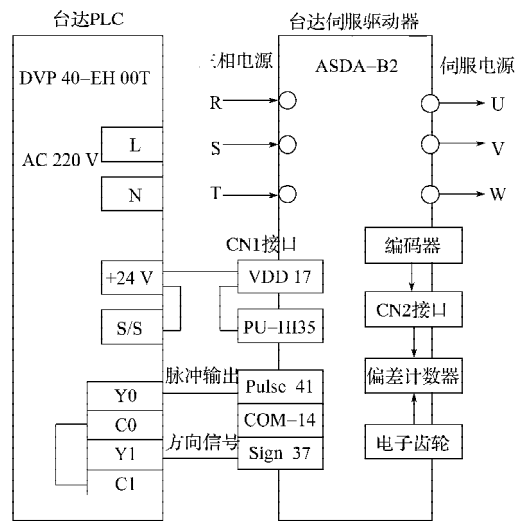 台达PLC
台达伺服驱动器
DVP 40-EH 00T
三相电源
ASDA-B2
伺服电源
R
U
AC 220 V
L
S
V
N
T
W
CN1接口
编码器
+24 V
VDD 17
CN2接口
S/S
PU-HI35
脉冲输出
偏差计数器
Y0
Pulse 41
C0
COM-14
Y1
方向信号
Sign 37
电子齿轮
C1